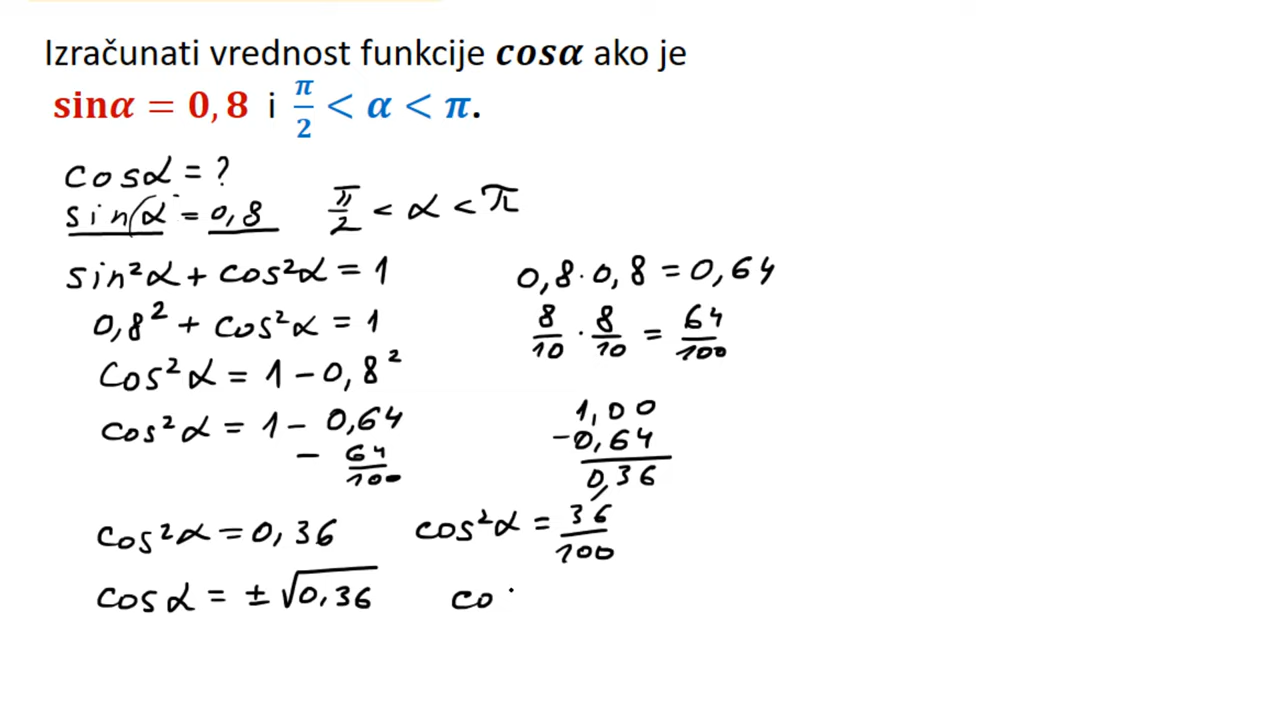 Izračunati vrednost funkcije cosα ako je
sinα = 0,8 i π/2 < α < π.
cosα = ?
sin α = 0,8 π/2 < α < π
sin²α + cos²α = 1
0,8² + cos²α = 1
cos²α = 1 - 0,8²
cos²α = 1 - 0,64
- 64/100
0,8 · 0,8 = 0,64
8/10 · 8/10 = 64/100
1,00
-0,64
0,36
cos²α = 0,36 cos²α = 36/100
cos α = ± √0,36 co